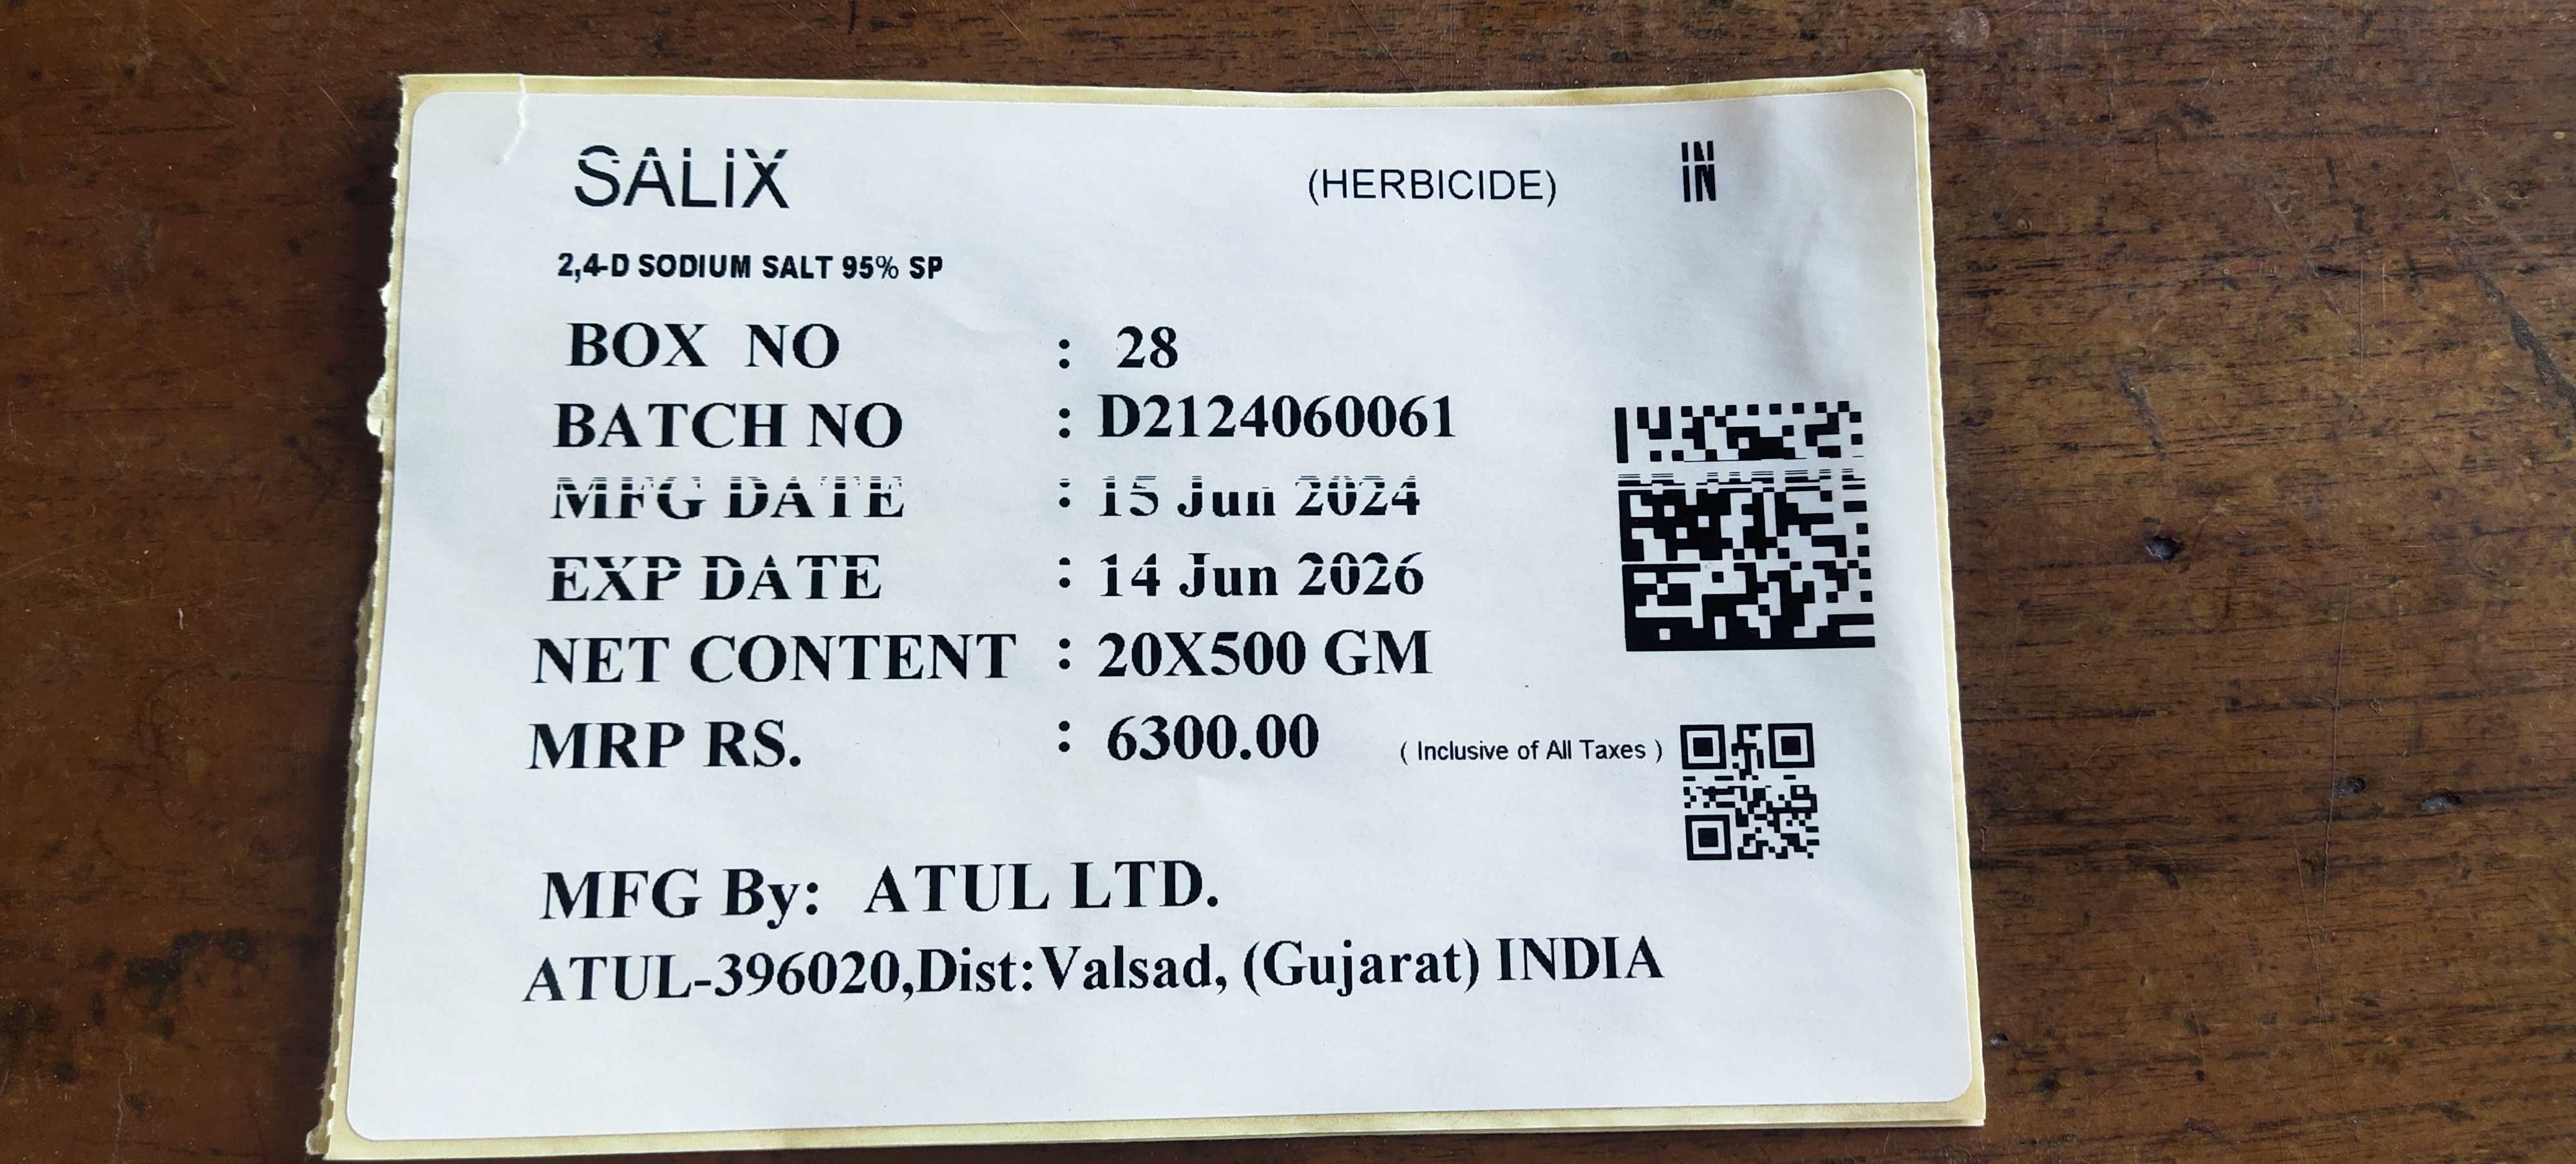 SALIX (HERBICIDE) IN
2,4-D SODIUM SALT 95% SP
BOX NO : 28
BATCH NO : D2124060061
MFG DATE : 15 Jun 2024
EXP DATE : 14 Jun 2026
NET CONTENT : 20X500 GM
MRP RS. : 6300.00 ( Inclusive of All Taxes )
MFG By: ATUL LTD.
ATUL-396020,Dist:Valsad, (Gujarat) INDIA